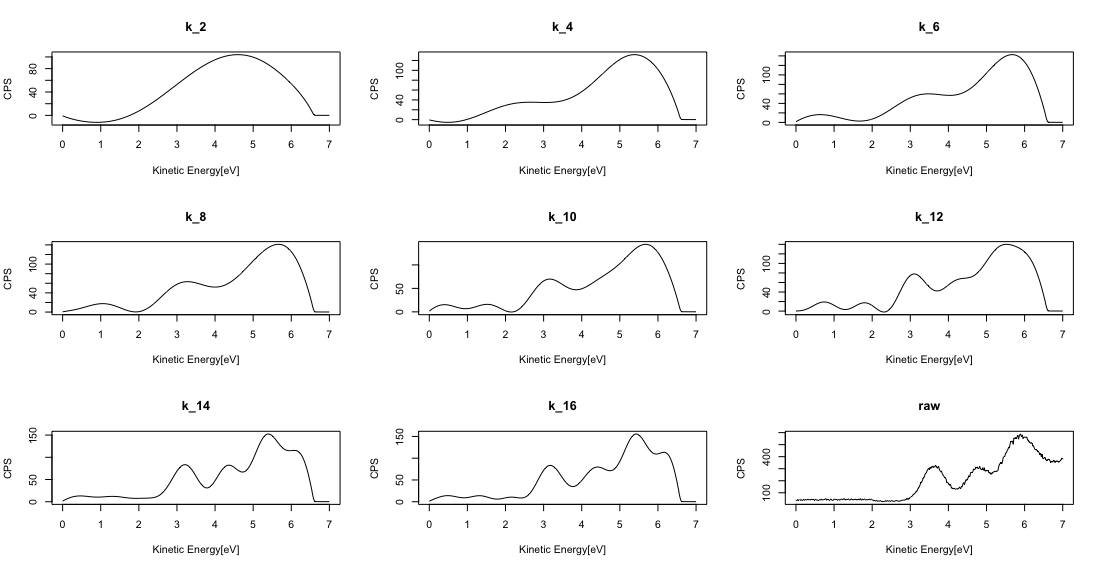 k_2
CPS
0 40 80
0 1 2 3 4 5 6 7
Kinetic Energy[eV]
k_4
CPS
0 40 100
0 1 2 3 4 5 6 7
Kinetic Energy[eV]
k_6
CPS
0 40 100
0 1 2 3 4 5 6 7
Kinetic Energy[eV]
k_8
CPS
0 40 100
0 1 2 3 4 5 6 7
Kinetic Energy[eV]
k_10
CPS
0 50
0 1 2 3 4 5 6 7
Kinetic Energy[eV]
k_12
CPS
0 40 100
0 1 2 3 4 5 6 7
Kinetic Energy[eV]
k_14
CPS
0 50 150
0 1 2 3 4 5 6 7
Kinetic Energy[eV]
k_16
CPS
0 50 150
0 1 2 3 4 5 6 7
Kinetic Energy[eV]
raw
CPS
100 400
0 1 2 3 4 5 6 7
Kinetic Energy[eV]